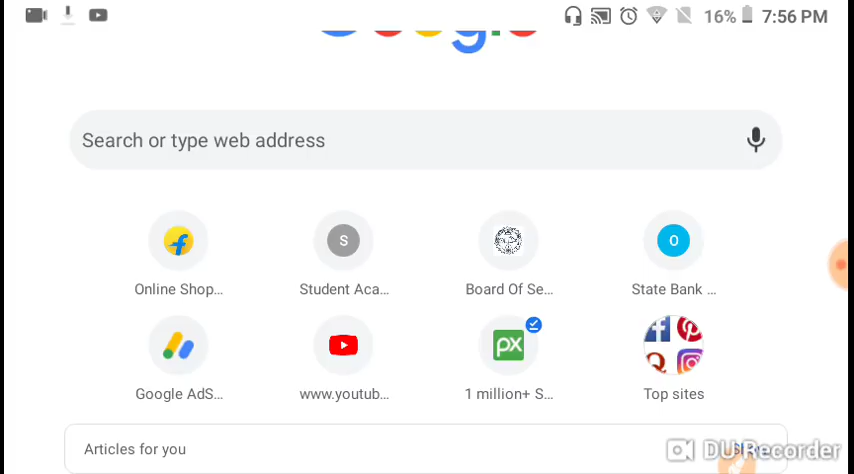 16% 7:56 PM
Search or type web address
S
O
Online Shop...
Student Aca...
Board Of Se...
State Bank ...
px
Google AdS...
www.youtub...
1 million+ S...
Top sites
Articles for you
DU Recorder